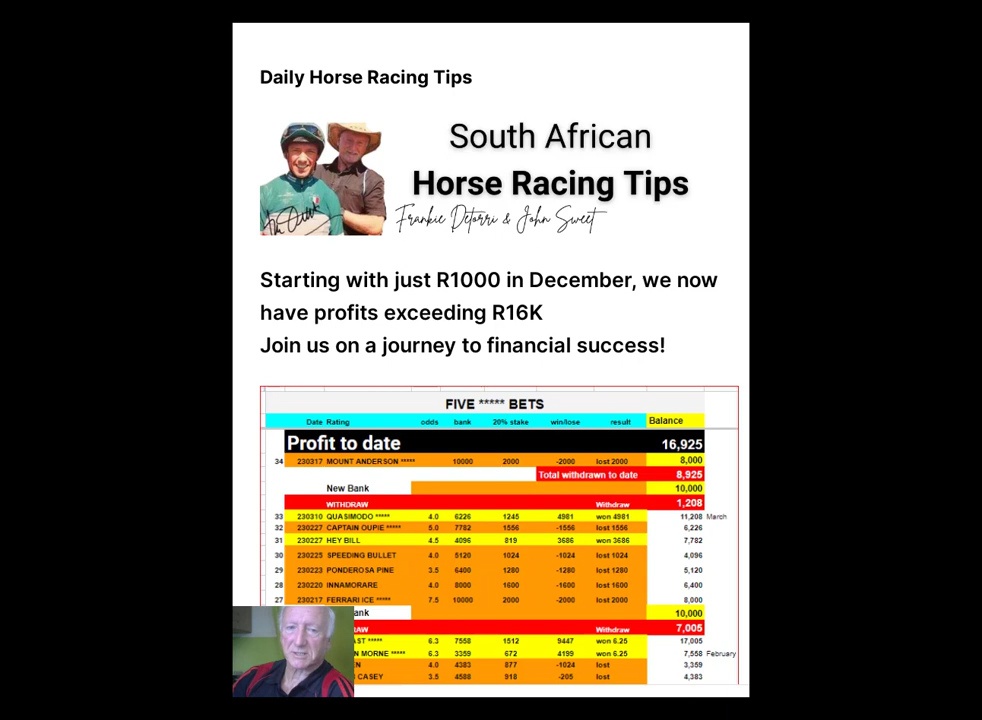 Daily Horse Racing Tips
South African
Horse Racing Tips
Frankie Detorri & John Sweet
Starting with just R1000 in December, we now
have profits exceeding R16K
Join us on a journey to financial success!
FIVE ***** BETS
Date Rating odds bank 20% stake win/lose result Balance
Profit to date 16,925
34 230317 MOUNT ANDERSON ***** 10000 2000 -2000 lost 2000 8,000
Total withdrawn to date 8,925
New Bank 10,000
WITHDRAW Withdraw 1,208
33 230310 QUASIMODO ***** 4.0 6226 1245 4981 won 4981 11,208 March
32 230227 CAPTAIN OUPIE ***** 5.0 7782 1556 -1556 lost 1556 6,226
31 230227 HEY BILL 4.5 4096 819 3686 won 3686 7,782
30 230225 SPEEDING BULLET 4.0 5120 1024 -1024 lost 1024 4,096
29 230223 PONDEROSA PINE 3.5 6400 1280 -1280 lost 1280 5,120
28 230220 INNAMORARE 4.0 8000 1600 -1600 lost 1600 6,400
27 230217 FERRARI ICE ***** 7.5 10000 2000 -2000 lost 2000 8,000
ank 10,000
RAW Withdraw 7,005
AST ***** 6.3 7558 1512 9447 won 6.25 17,005
N MORNE ***** 6.3 3359 672 4199 won 6.25 7,558 February
EN 4.0 4383 877 -1024 lost 3,359
CASEY 3.5 4588 918 -205 lost 4,383